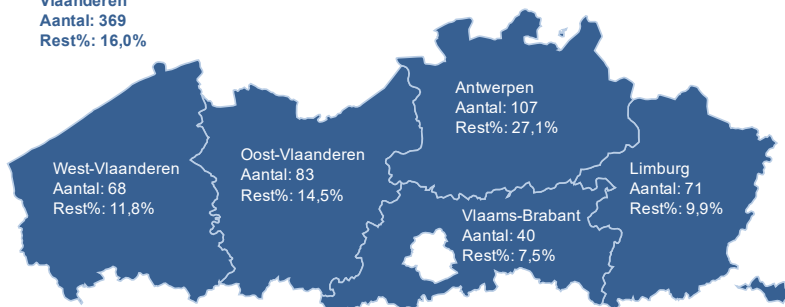 Vlaanderen
Aantal: 369
Rest%: 16,0%
Antwerpen
Aantal: 107
Rest%: 27,1%
West-Vlaanderen
Aantal: 68
Rest%: 11,8%
Oost-Vlaanderen
Aantal: 83
Rest%: 14,5%
Limburg
Aantal: 71
Rest%: 9,9%
Vlaams-Brabant
Aantal: 40
Rest%: 7,5%